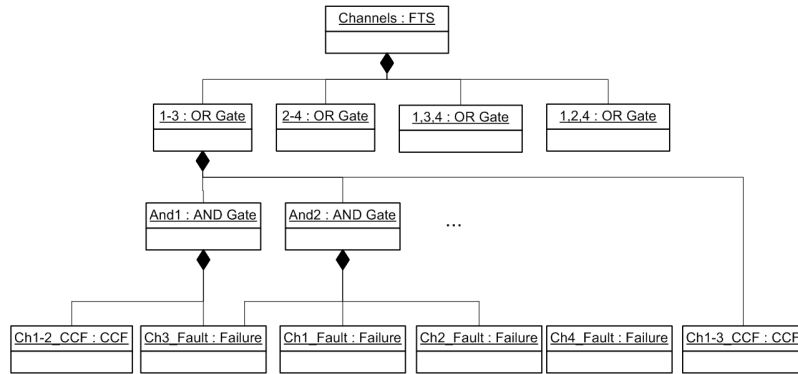 Channels : FTS
1-3 : OR Gate
2-4 : OR Gate
1,3,4 : OR Gate
1,2,4 : OR Gate
And1 : AND Gate
And2 : AND Gate
...
Ch1-2_CCF : CCF
Ch3_Fault : Failure
Ch1_Fault : Failure
Ch2_Fault : Failure
Ch4_Fault : Failure
Ch1-3_CCF : CCF